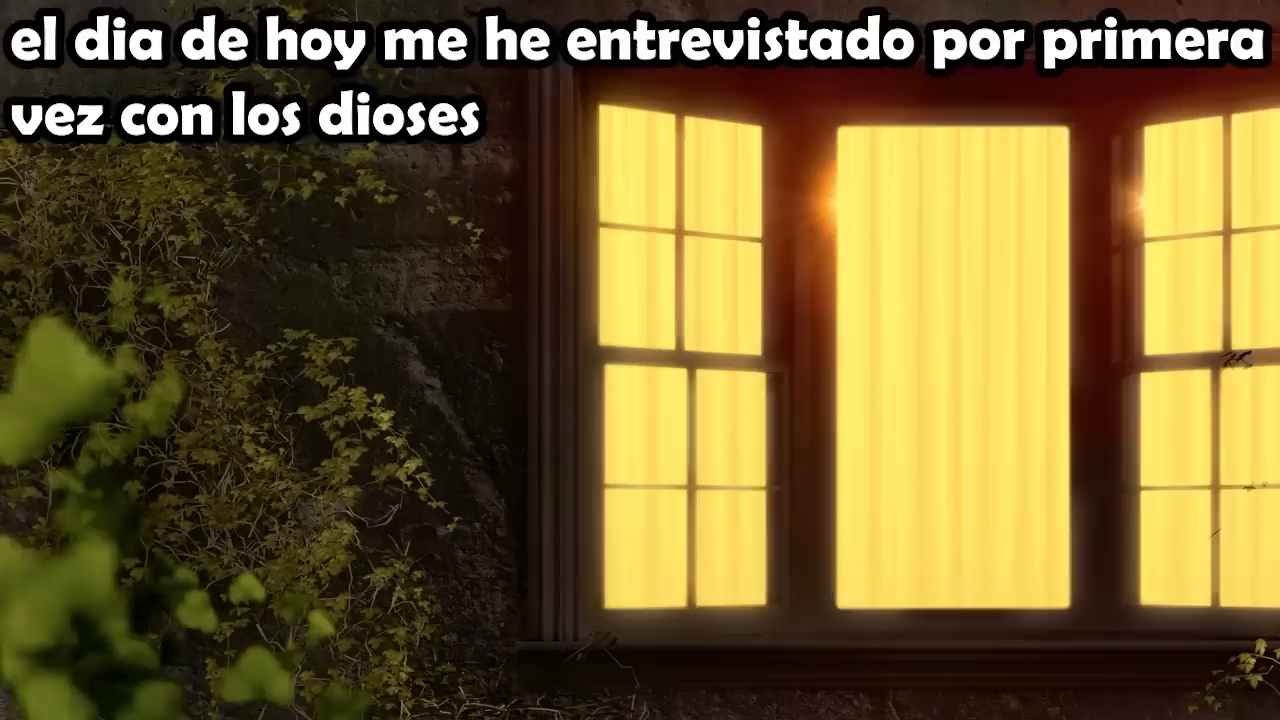 el dia de hoy me he entrevistado por primera
vez con los dioses